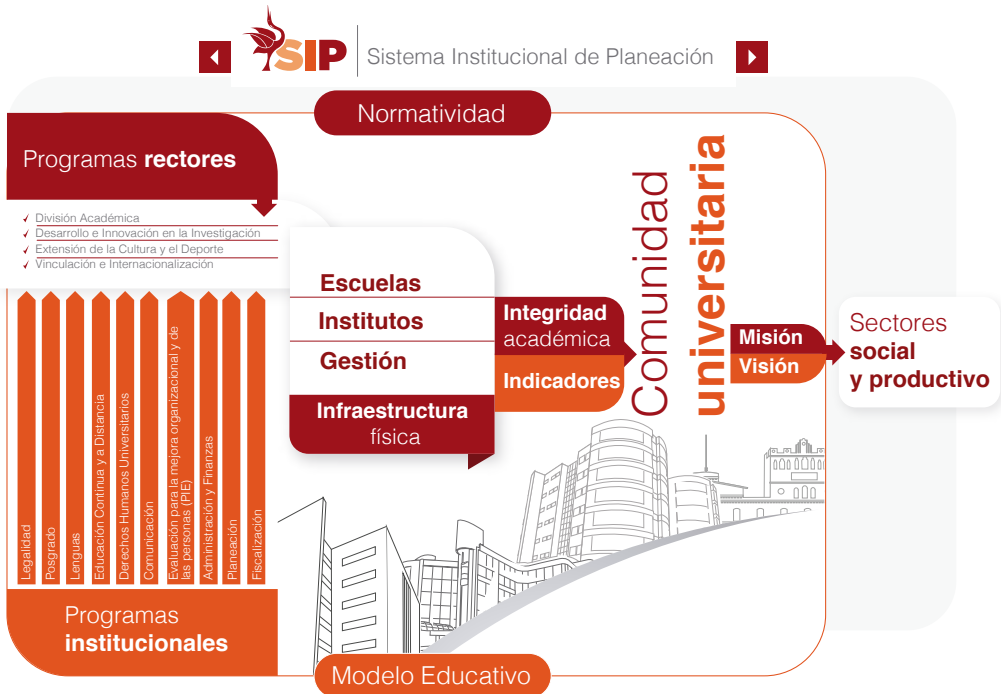 SIP
Sistema Institucional de Planeación
Normatividad
Programas rectores
División Académica
Desarrollo e Innovación en la Investigación
Extensión de la Cultura y el Deporte
Vinculación e Internacionalización
Legalidad
Posgrado
Lenguas
Educación Continua y a Distancia
Derechos Humanos Universitarios
Comunicación
Evaluación para la mejora organizacional y de
las personas (PIE)
Administración y Finanzas
Planeación
Fiscalización
Programas
institucionales
Escuelas
Institutos
Gestión
Infraestructura
física
Integridad
académica
Indicadores
Comunidad
universitaria
Misión
Visión
Sectores
social
y productivo
Modelo Educativo